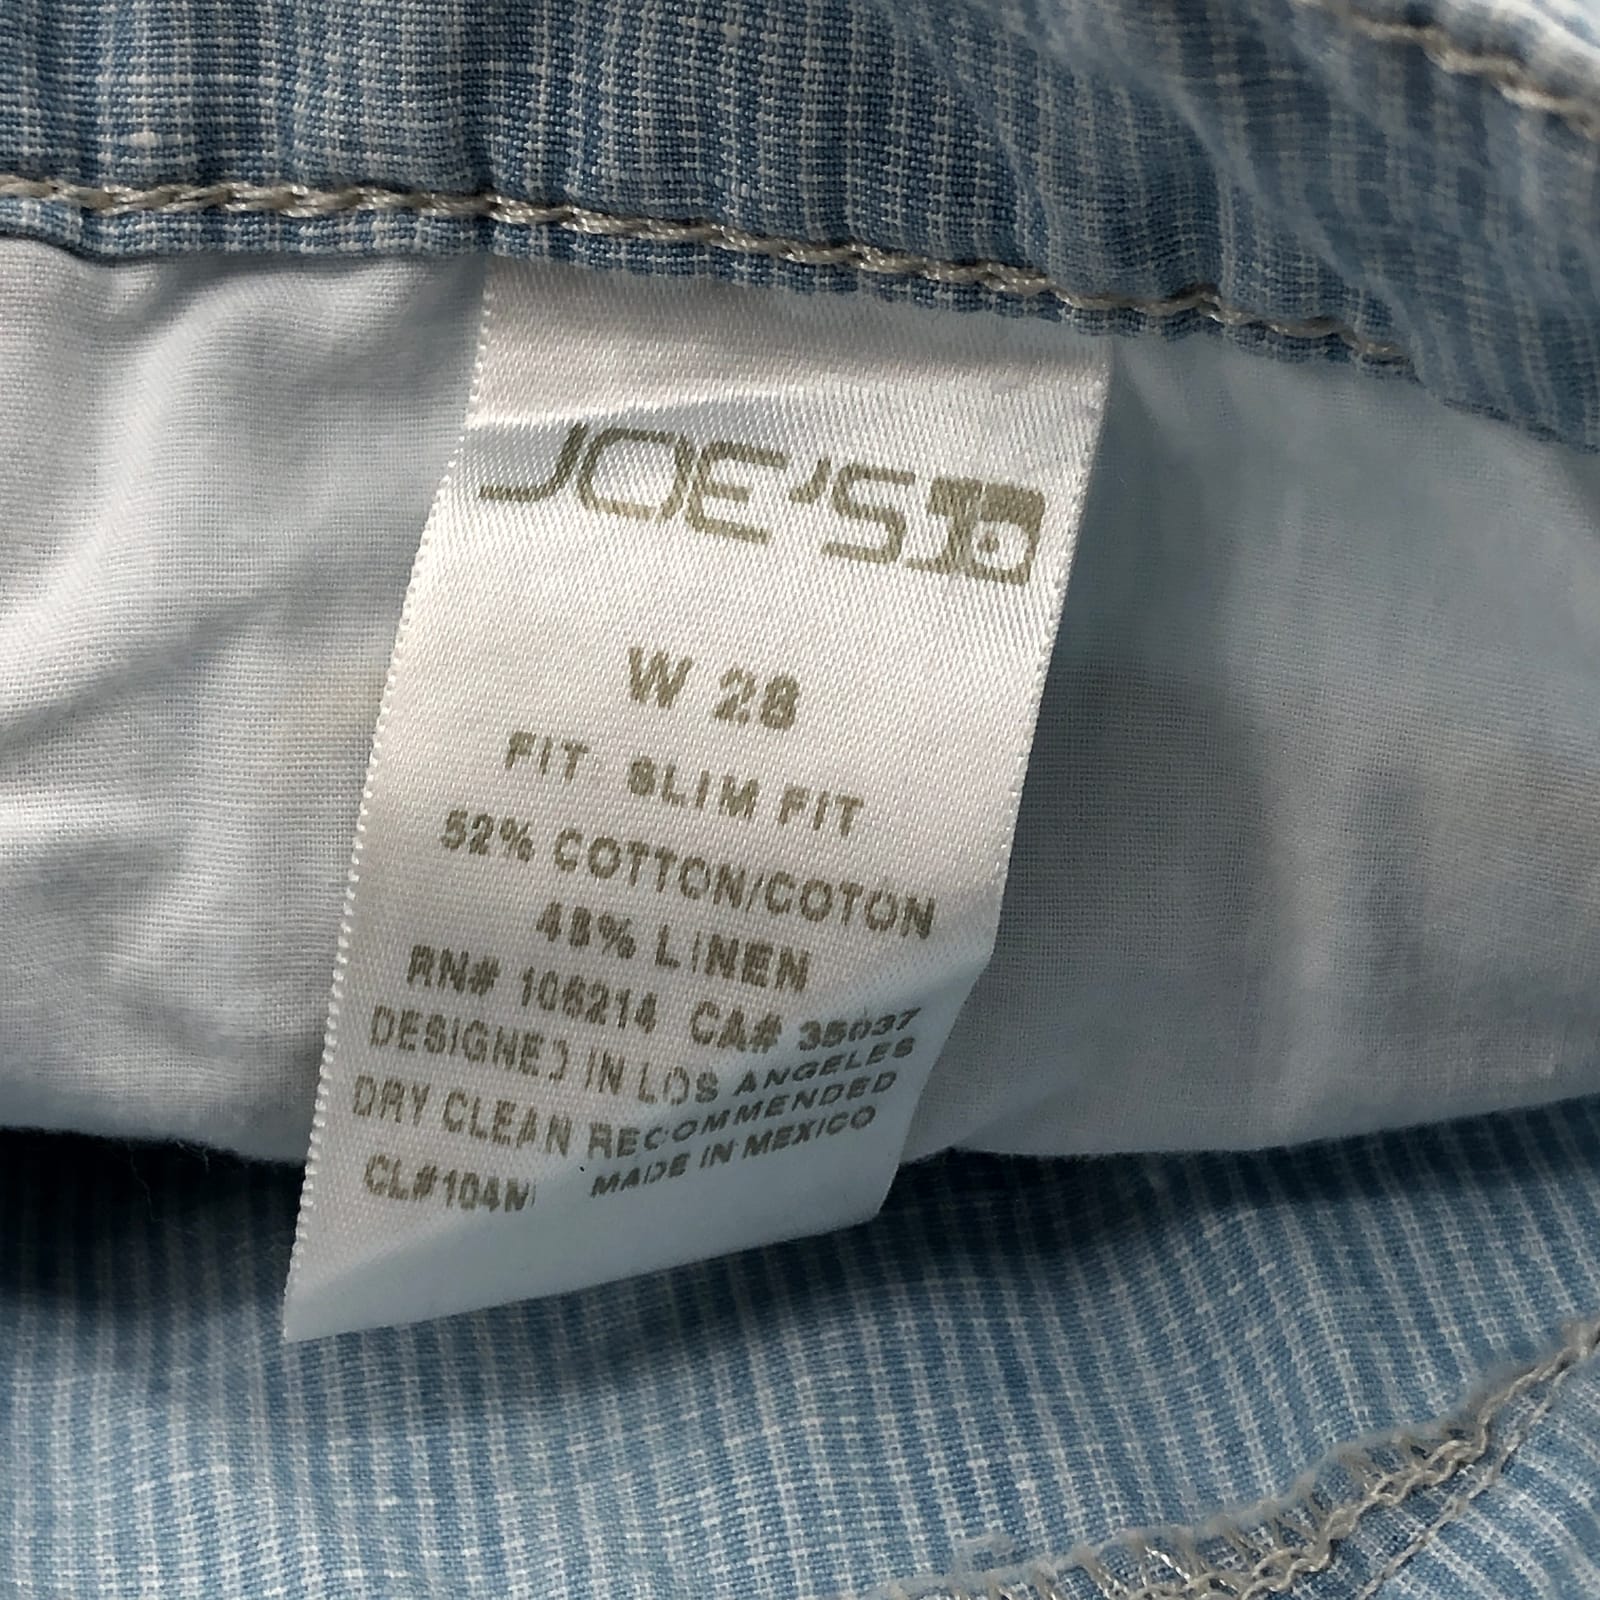 JOE'S
W 28
FIT: SLIM FIT
52% COTTON/COTON
48% LINEN
RN# 106214 CA# 35037
DESIGNED IN LOS ANGELES
DRY CLEAN RECOMMENDED
CL#104M MADE IN MEXICO